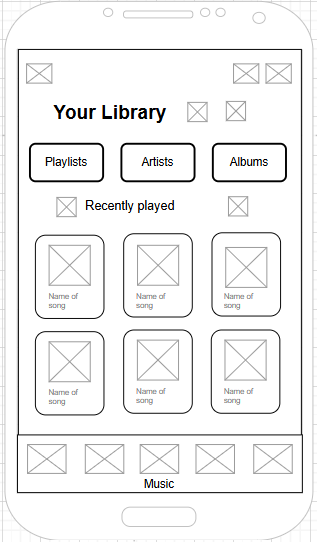 Your Library
Playlists Artists Albums
Recently played
Name of Name of Name of
song song song
Name of Name of Name of
song song song
Music